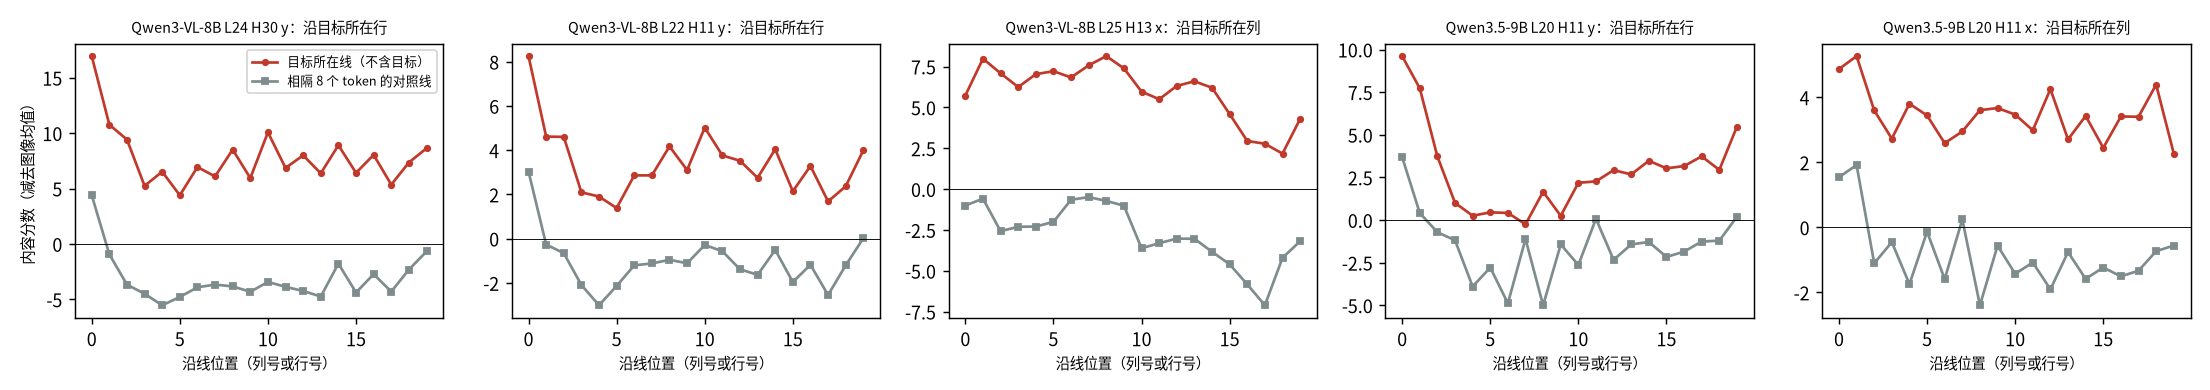 Qwen3-VL-8B L24 H30 y：沿目标所在行
目标所在线（不含目标）
相隔 8 个 token 的对照线
内容分数（减去图像均值）
15
10
5
0
-5
0 5 10 15
沿线位置（列号或行号）
Qwen3-VL-8B L22 H11 y：沿目标所在行
8
6
4
2
0
-2
0 5 10 15
沿线位置（列号或行号）
Qwen3-VL-8B L25 H13 x：沿目标所在列
7.5
5.0
2.5
0.0
-2.5
-5.0
-7.5
0 5 10 15
沿线位置（列号或行号）
Qwen3.5-9B L20 H11 y：沿目标所在行
10.0
7.5
5.0
2.5
0.0
-2.5
-5.0
0 5 10 15
沿线位置（列号或行号）
Qwen3.5-9B L20 H11 x：沿目标所在列
4
2
0
-2
0 5 10 15
沿线位置（列号或行号）